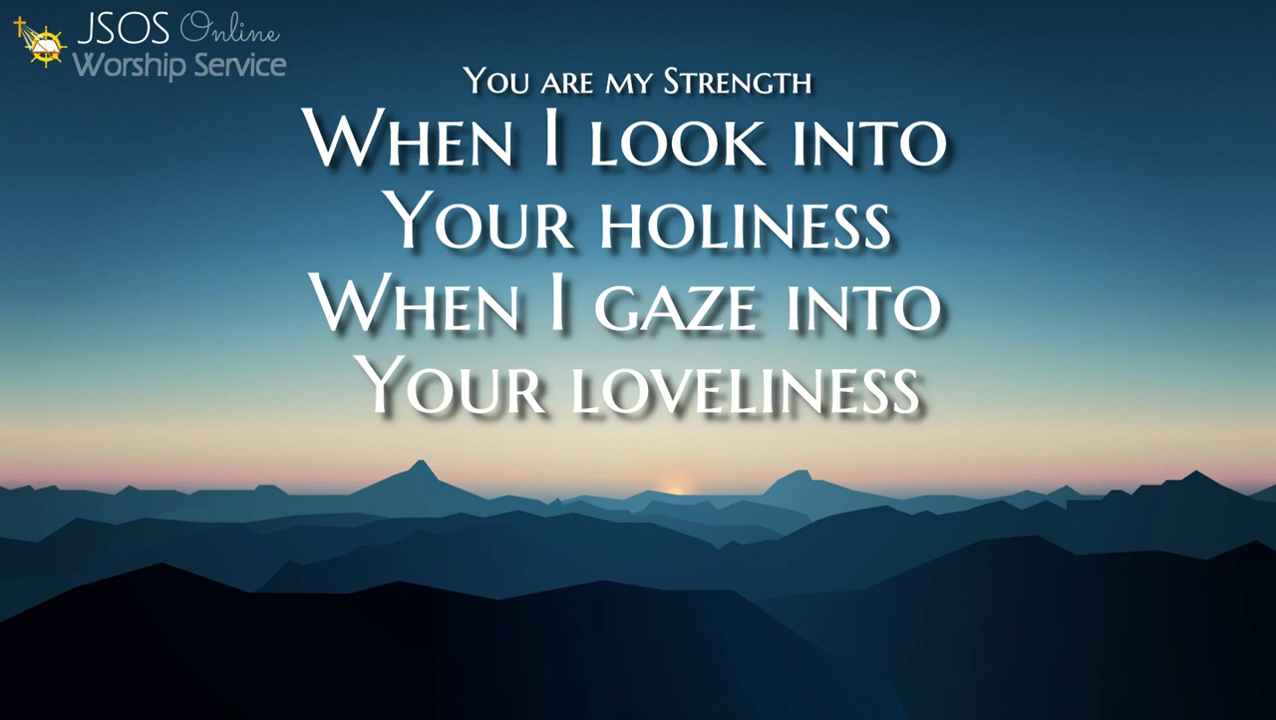 JSOS Online
Worship Service
You are my Strength
When I look into
Your holiness
When I gaze into
Your loveliness